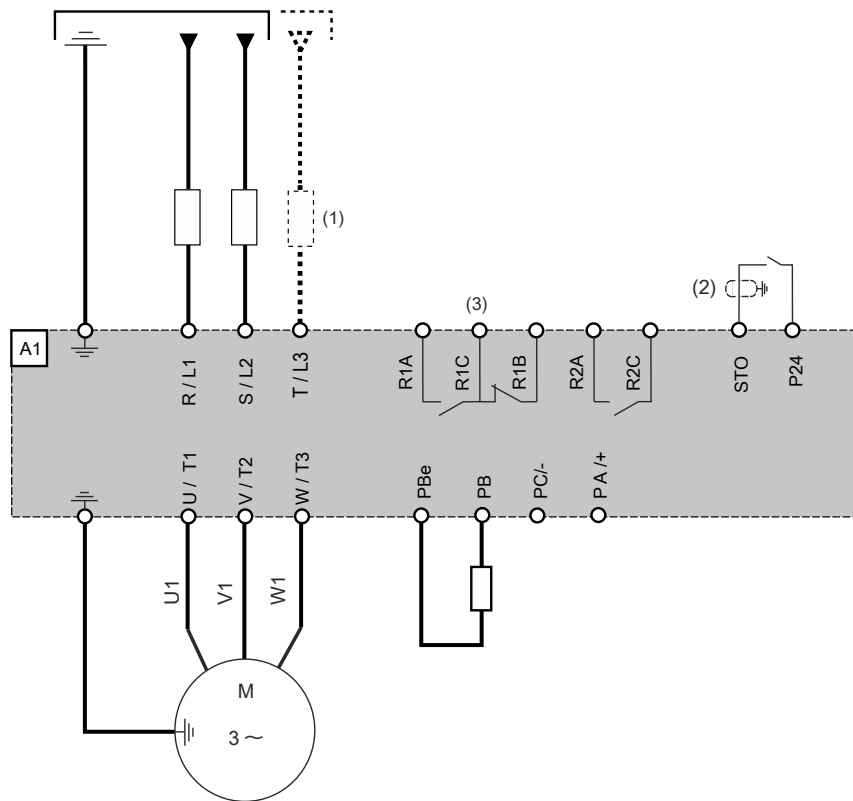 (1)
(2)
(3)
A1
R / L1
S / L2
T / L3
R1A
R1C
R1B
R2A
R2C
STO
P24
U / T1
V / T2
W / T3
PBe
PB
PC/-
P A /+
U1
V1
W1
M
3 ~